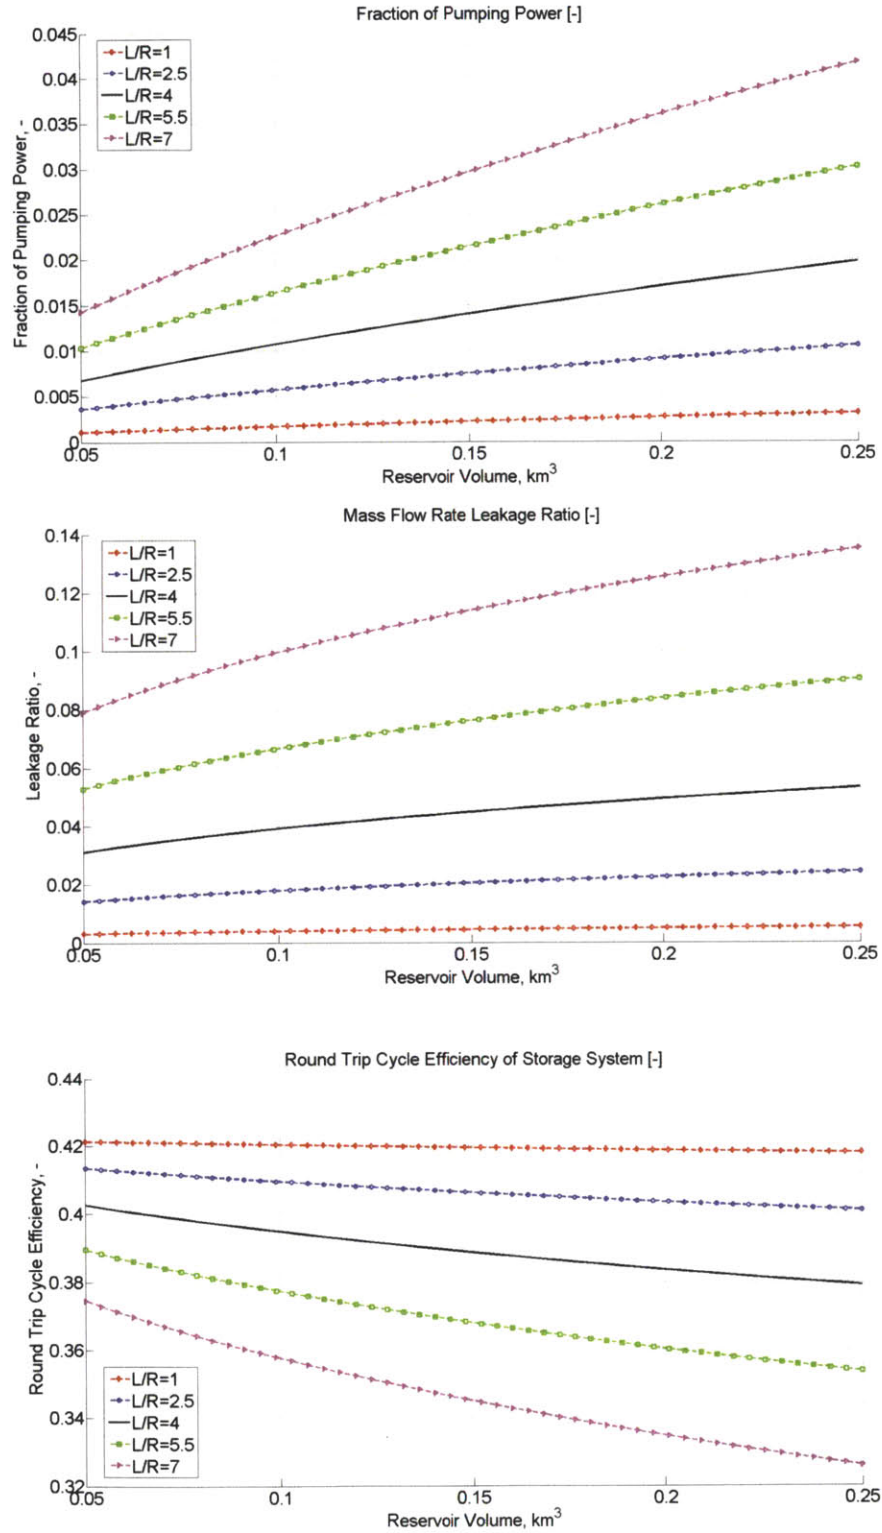 Fraction of Pumping Power [-]
0.045
0.04
0.035
0.03
0.025
0.02
0.015
0.01
0.005
0
Fraction of Pumping Power, -
L/R=1
L/R=2.5
L/R=4
L/R=5.5
L/R=7
0.05 0.1 0.15 0.2 0.25
Reservoir Volume, km³
Mass Flow Rate Leakage Ratio [-]
0.14
0.12
0.1
0.08
0.06
0.04
0.02
0
Leakage Ratio, -
L/R=1
L/R=2.5
L/R=4
L/R=5.5
L/R=7
0.05 0.1 0.15 0.2 0.25
Reservoir Volume, km³
Round Trip Cycle Efficiency of Storage System [-]
0.44
0.42
0.4
0.38
0.36
0.34
0.32
Round Trip Cycle Efficiency, -
L/R=1
L/R=2.5
L/R=4
L/R=5.5
L/R=7
0.05 0.1 0.15 0.2 0.25
Reservoir Volume, km³